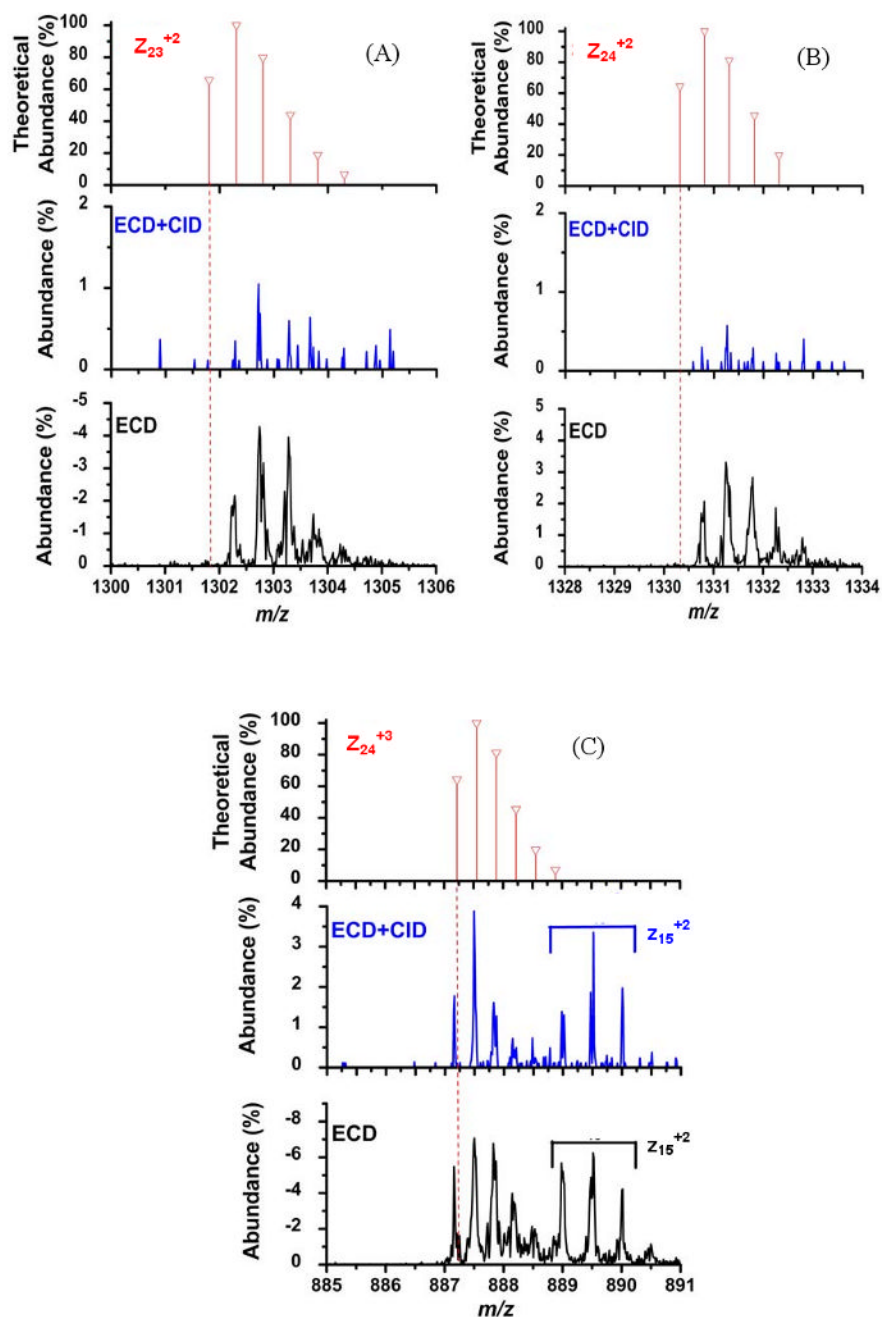 Theoretical
Abundance (%)
100
80
60
40
20
0
Z23+2
(A)
Abundance (%)
2
1
0
ECD+CID
Abundance (%)
-5
-4
-3
-2
-1
0
ECD
1300 1301 1302 1303 1304 1305 1306
m/z
Theoretical
Abundance (%)
100
80
60
40
20
0
Z24+2
(B)
Abundance (%)
2
1
0
ECD+CID
Abundance (%)
5
4
3
2
1
0
ECD
1328 1329 1330 1331 1332 1333 1334
m/z
Theoretical
Abundance (%)
100
80
60
40
20
0
Z24+3
(C)
Abundance (%)
4
3
2
1
0
ECD+CID
z15+2
Abundance (%)
-8
-6
-4
-2
0
ECD
z15+2
885 886 887 888 889 890 891
m/z